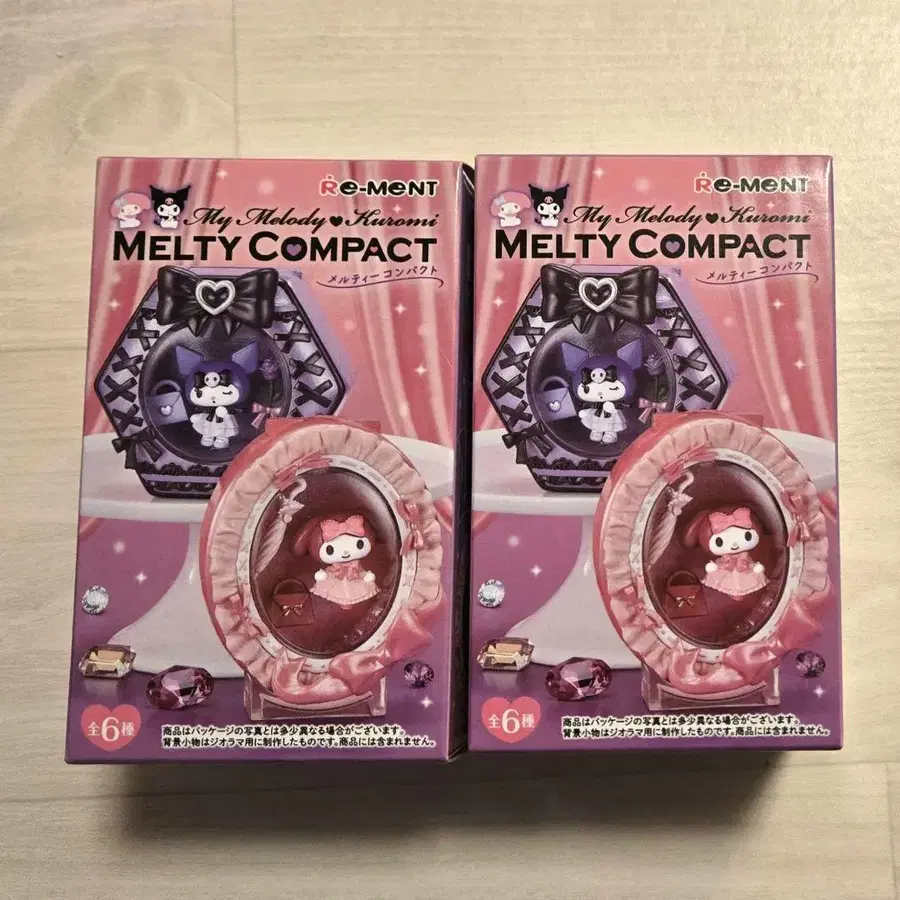 Re-MENT
My Melody♥Kuromi
MELTY COMPACT
メルティーコンパクト
全6種
商品はパッケージの写真とは多少異なる場合がございます。
背景小物はジオラマ用に制作したものです。商品には含まれません。
Re-MENT
My Melody♥Kuromi
MELTY COMPACT
メルティーコンパクト
全6種
商品はパッケージの写真とは多少異なる場合がございます。
背景小物はジオラマ用に制作したものです。商品には含まれません。